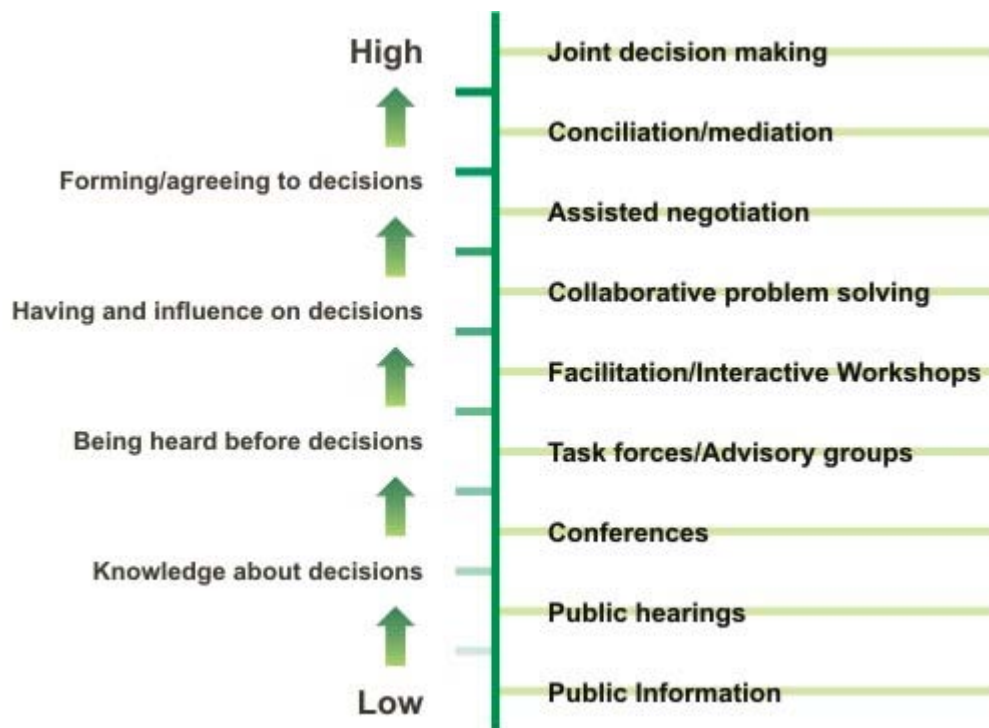 High
Forming/agreeing to decisions
Having and influence on decisions
Being heard before decisions
Knowledge about decisions
Low
Joint decision making
Conciliation/mediation
Assisted negotiation
Collaborative problem solving
Facilitation/Interactive Workshops
Task forces/Advisory groups
Conferences
Public hearings
Public Information